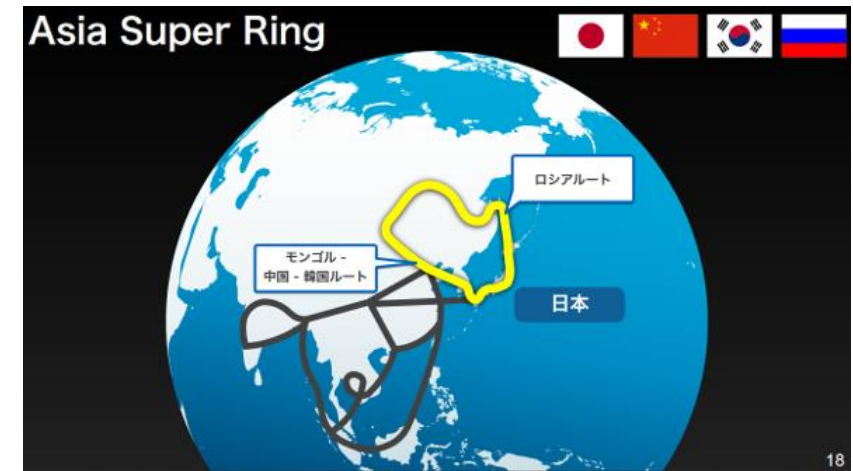 Asia Super Ring
ロシアルート
モンゴル -
中国 - 韓国ルート
日本
18